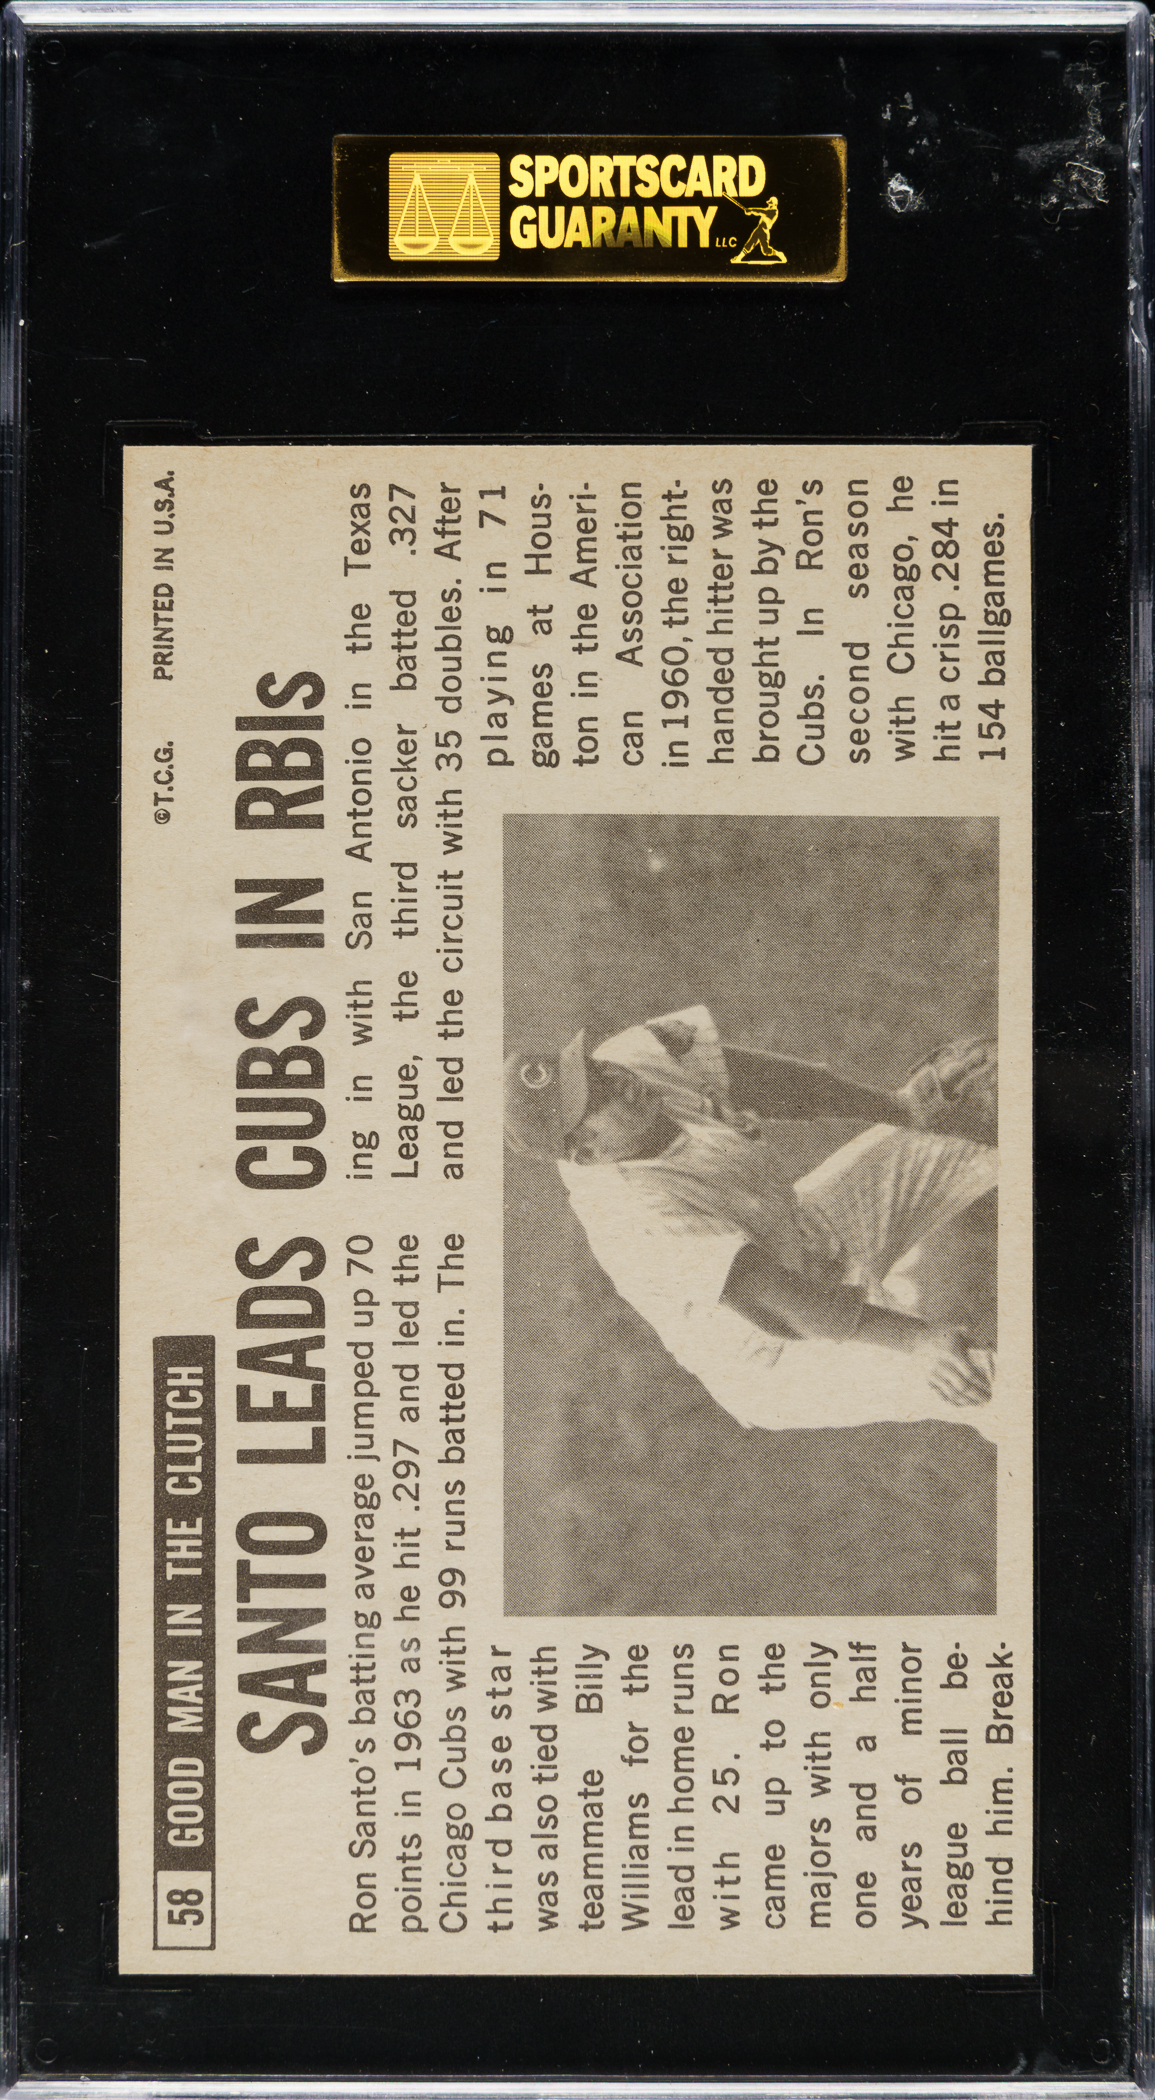 SPORTSCARD
GUARANTY LLC
58 GOOD MAN IN THE CLUTCH
©T.C.G. PRINTED IN U.S.A.
SANTO LEADS CUBS IN RBIs
Ron Santo's batting average jumped up 70
points in 1963 as he hit .297 and led the
Chicago Cubs with 99 runs batted in. The
third base star
was also tied with
teammate Billy
Williams for the
lead in home runs
with 25. Ron
came up to the
majors with only
one and a half
years of minor
league ball be-
hind him. Break-
ing in with San Antonio in the Texas
League, the third sacker batted .327
and led the circuit with 35 doubles. After
playing in 71
games at Hous-
ton in the Ameri-
can Association
in 1960, the right-
handed hitter was
brought up by the
Cubs. In Ron's
second season
with Chicago, he
hit a crisp .284 in
154 ballgames.
C